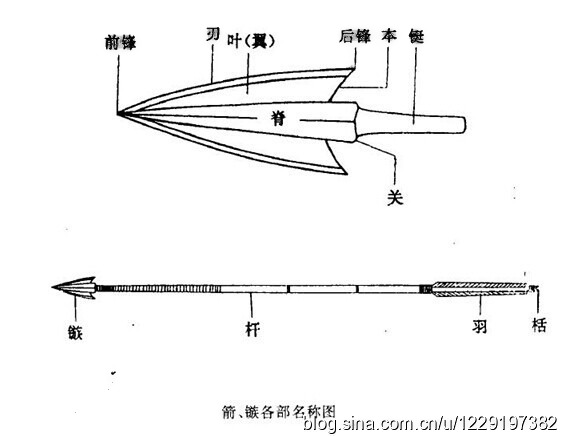 前锋 刃 叶(翼) 后锋 本 铤
脊
关
镞 杆 羽 栝
箭、镞各部名称图
blog.sina.com.cn/u/1229197382